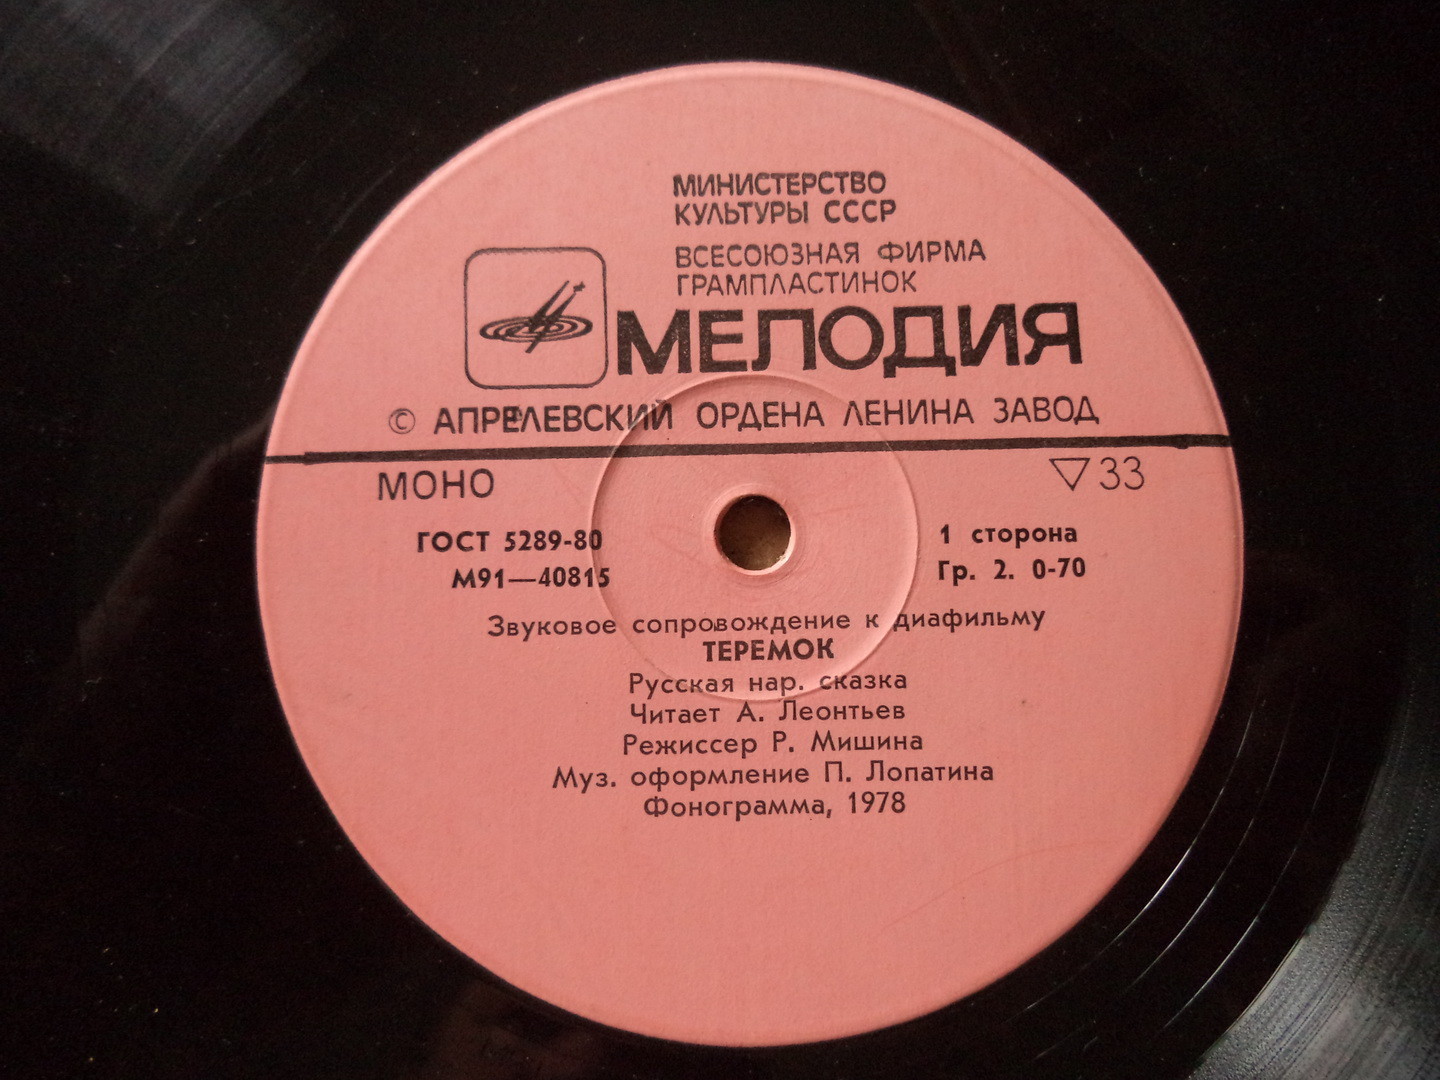 МИНИСТЕРСТВО
КУЛЬТУРЫ СССР
ВСЕСОЮЗНАЯ ФИРМА
ГРАМПЛАСТИНОК
МЕЛОДИЯ
© АПРЕЛЕВСКИЙ ОРДЕНА ЛЕНИНА ЗАВОД
МОНО ▽33
ГОСТ 5289-80 1 сторона
М91—40815 Гр. 2. 0-70
Звуковое сопровождение к диафильму
ТЕРЕМОК
Русская нар. сказка
Читает А. Леонтьев
Режиссер Р. Мишина
Муз. оформление П. Лопатина
Фонограмма, 1978